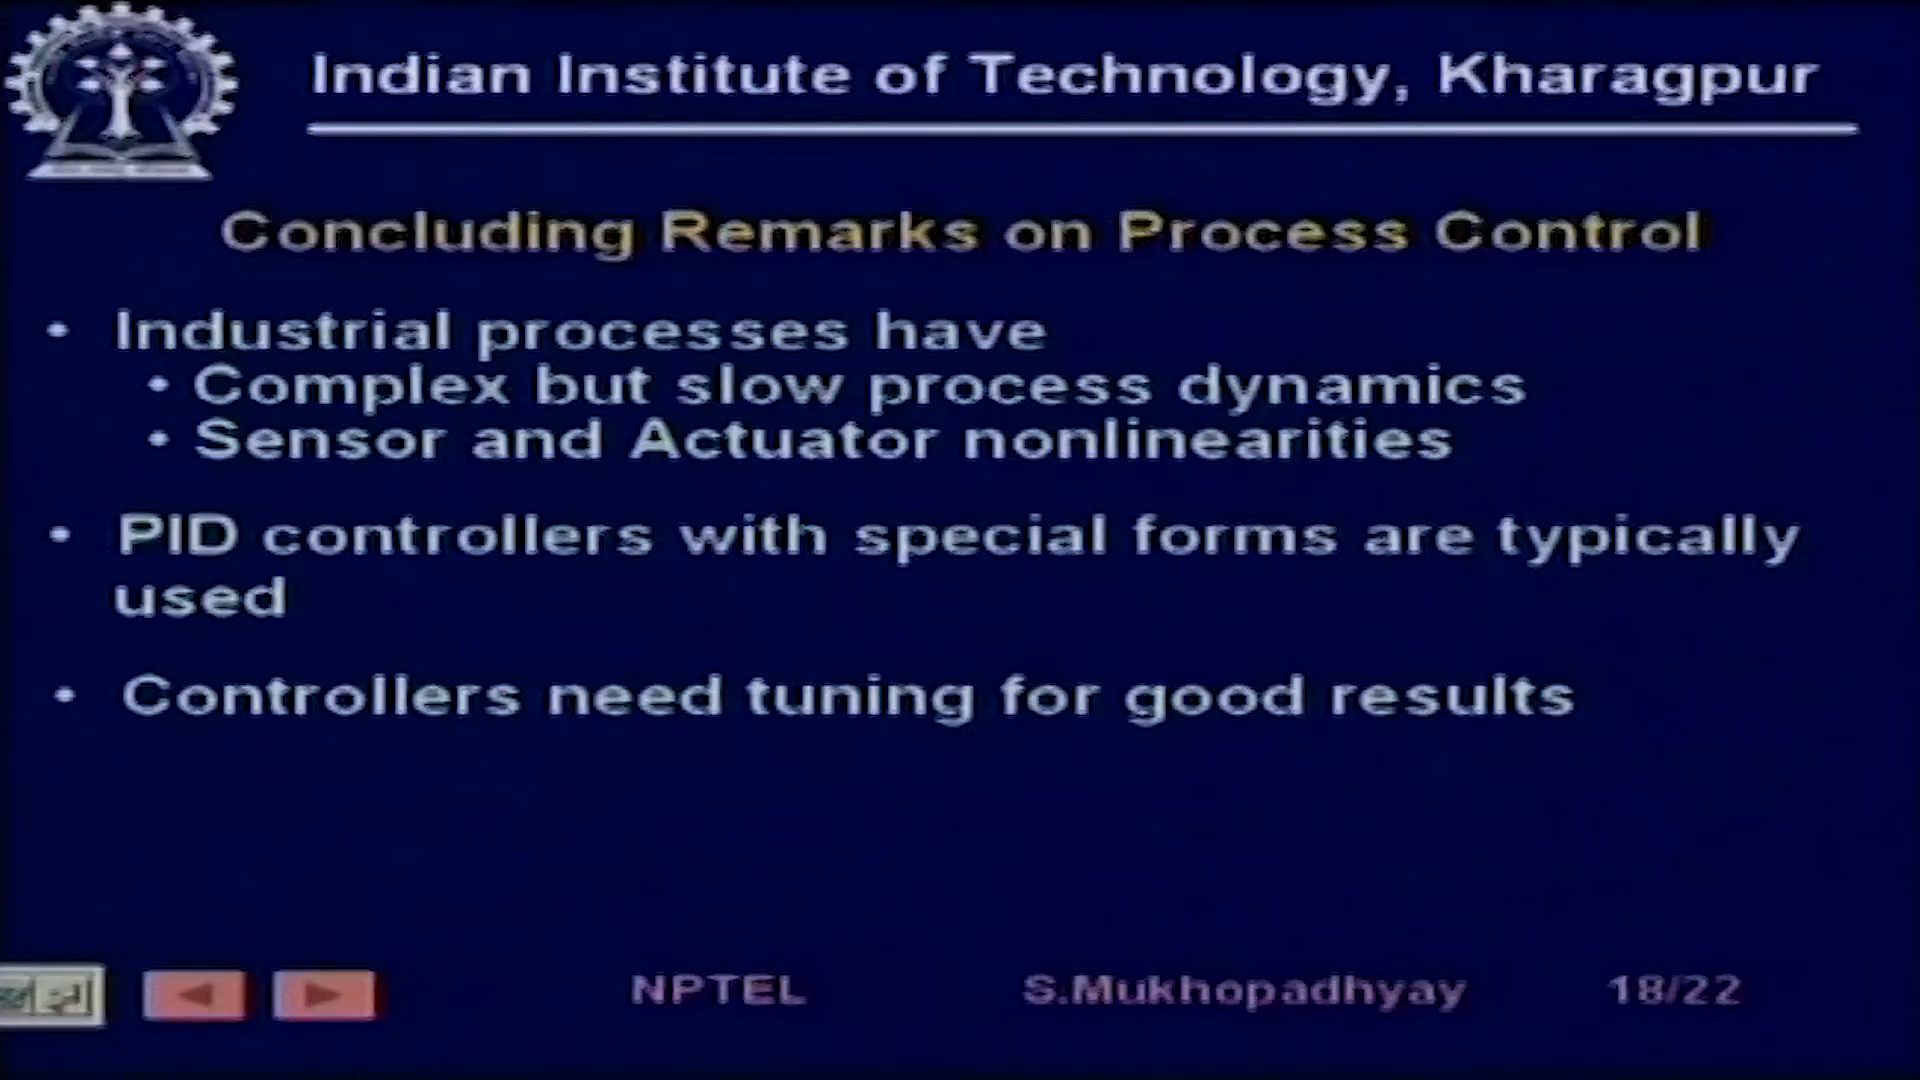 Indian Institute of Technology, Kharagpur
Concluding Remarks on Process Control
• Industrial processes have
• Complex but slow process dynamics
• Sensor and Actuator nonlinearities
• PID controllers with special forms are typically
used
• Controllers need tuning for good results
NPTEL S.Mukhopadhyay 18/22